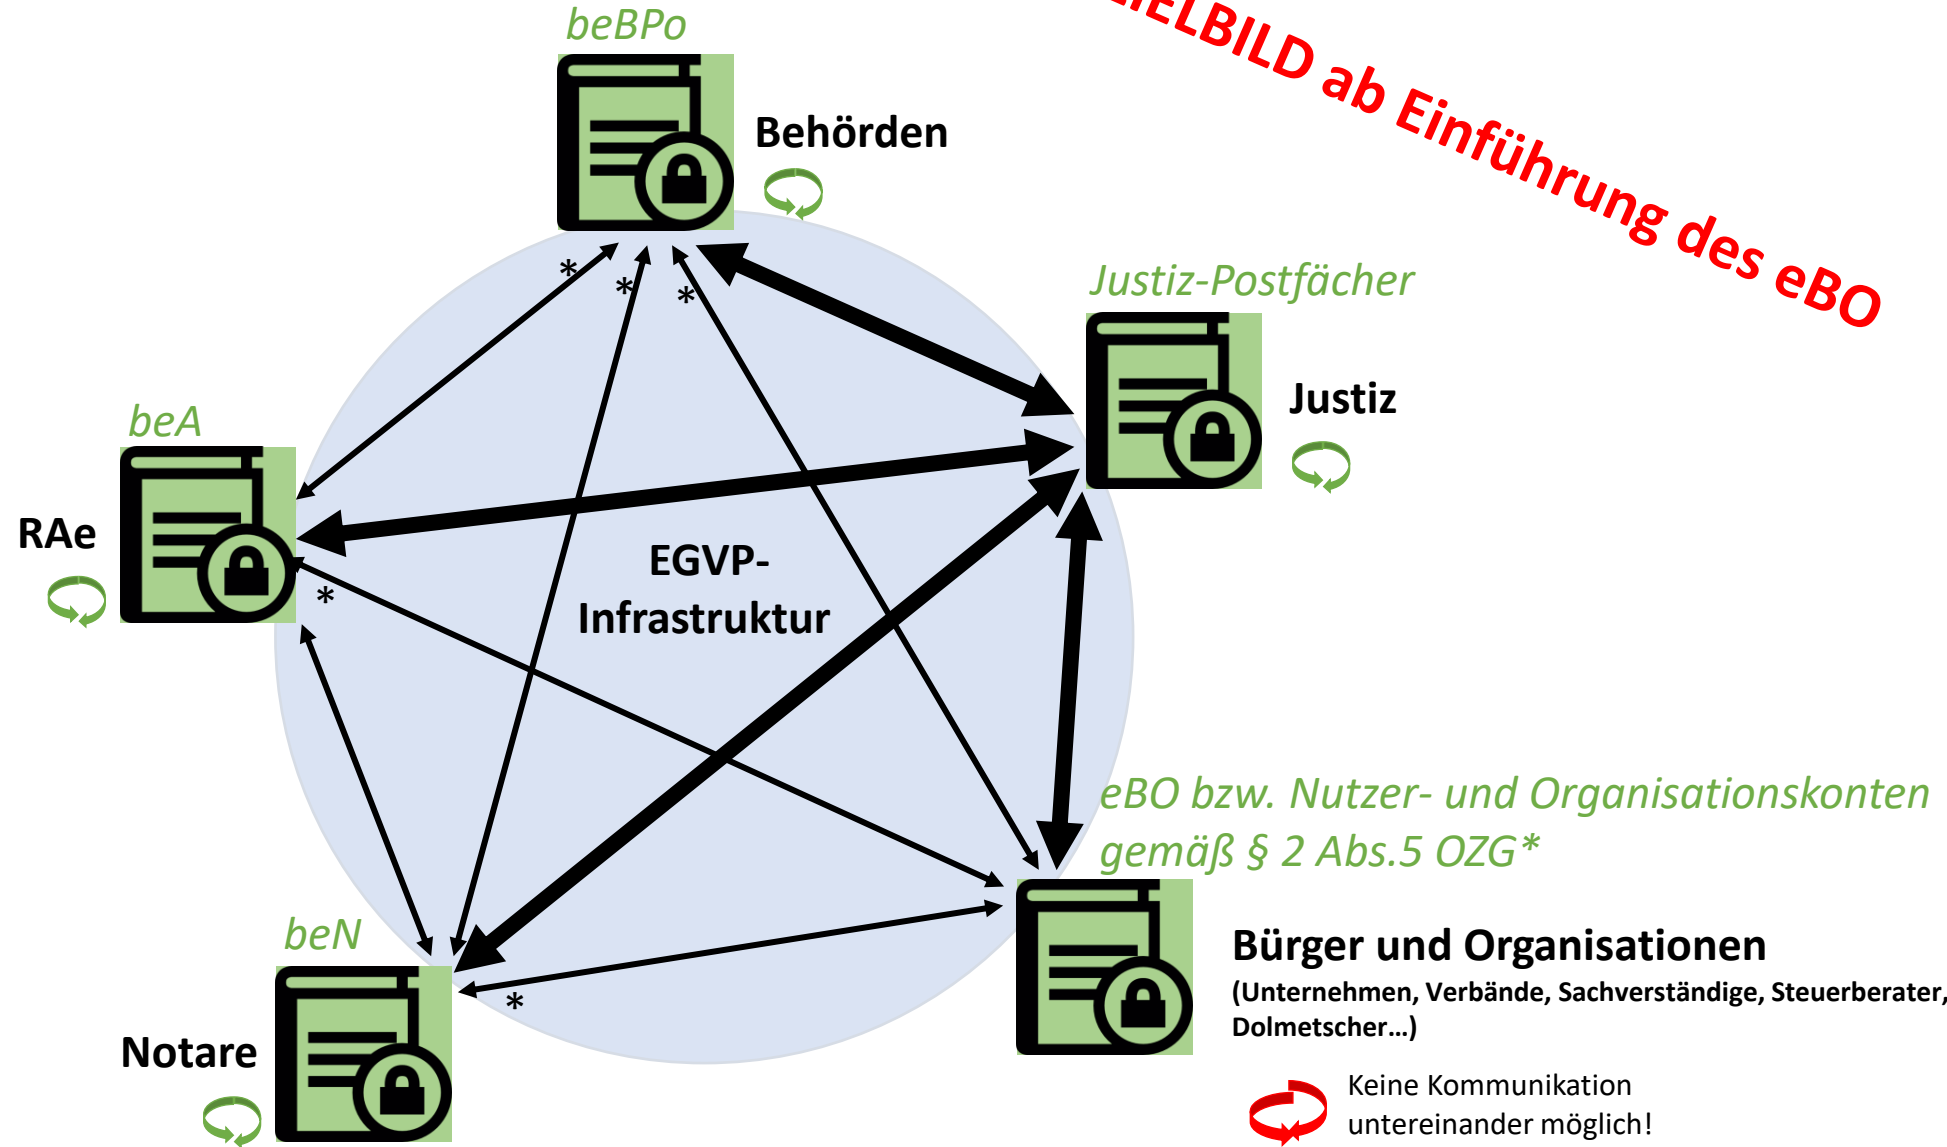 beBPo
ZIELBILD ab Einführung des eBO
Behörden
*
*
*
Justiz-Postfächer
Justiz
beA
RAe
*
EGVP-
Infrastruktur
eBO bzw. Nutzer- und Organisationskonten
gemäß § 2 Abs.5 OZG*
beN
*
Notare
Bürger und Organisationen
(Unternehmen, Verbände, Sachverständige, Steuerberater,
Dolmetscher...)
Keine Kommunikation
untereinander möglich!